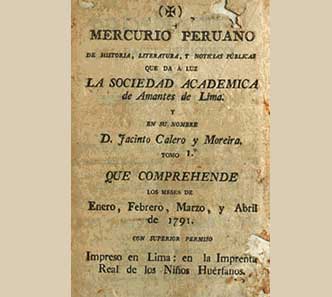 (✠)
MERCURIO PERUANO
DE HISTORIA, LITERATURA, Y NOTICIAS PÚBLICAS
QUE DA Á LUZ
LA SOCIEDAD ACADEMICA
de Amantes de Lima.
Y
EN SU NOMBRE
D. Jacinto Calero y Moreira.
TOMO I.º
QUE COMPREHENDE
LOS MESES DE
Enero, Febrero, Marzo, y Abril
de 1791.
CON SUPERIOR PERMISO
Impreso en Lima: en la Imprenta
Real de los Niños Huérfanos.